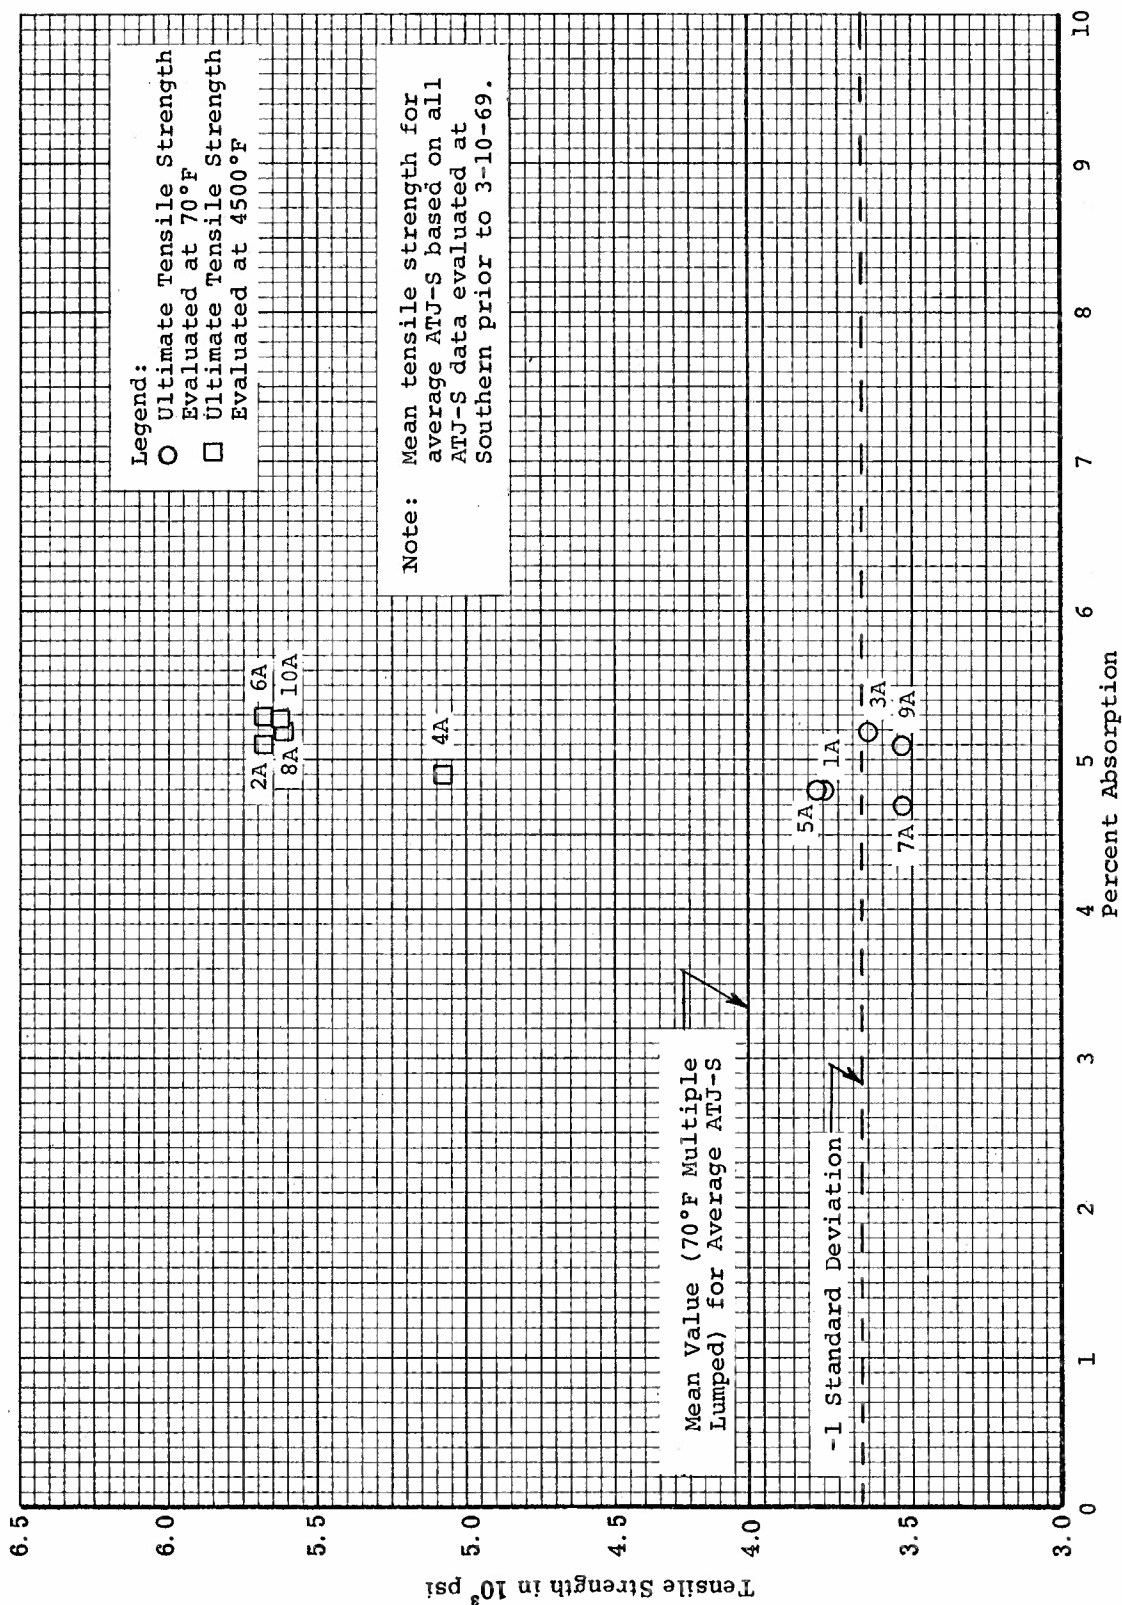 Legend:
○ Ultimate Tensile Strength
Evaluated at 70°F
□ Ultimate Tensile Strength
Evaluated at 4500°F
Note: Mean tensile strength for
average ATJ-S based on all
ATJ-S data evaluated at
Southern prior to 3-10-69.
2A
6A
8A
10A
4A
5A
1A
3A
7A
9A
Mean Value (70°F Multiple
Lumped) for Average ATJ-S
-1 Standard Deviation
Tensile Strength in 10³ psi
6.5
6.0
5.5
5.0
4.5
4.0
3.5
3.0
0 1 2 3 4 5 6 7 8 9 10
Percent Absorption